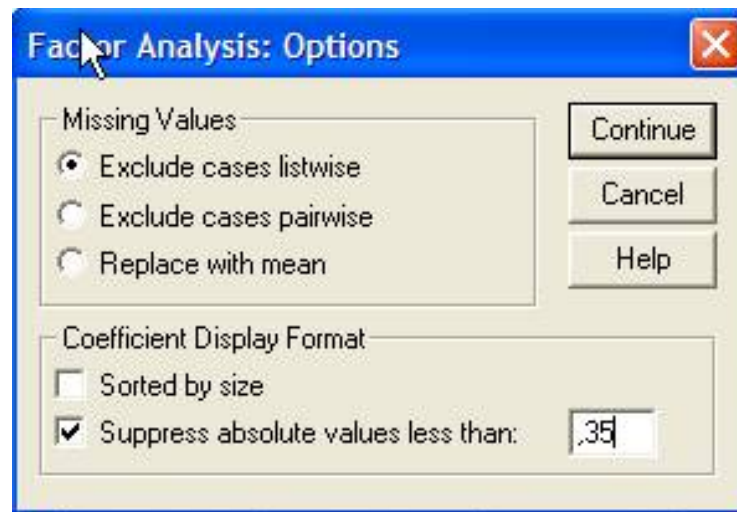 Factor Analysis: Options
Missing Values
Continue
Exclude cases listwise
Cancel
Exclude cases pairwise
Help
Replace with mean
Coefficient Display Format
Sorted by size
Suppress absolute values less than: ,35